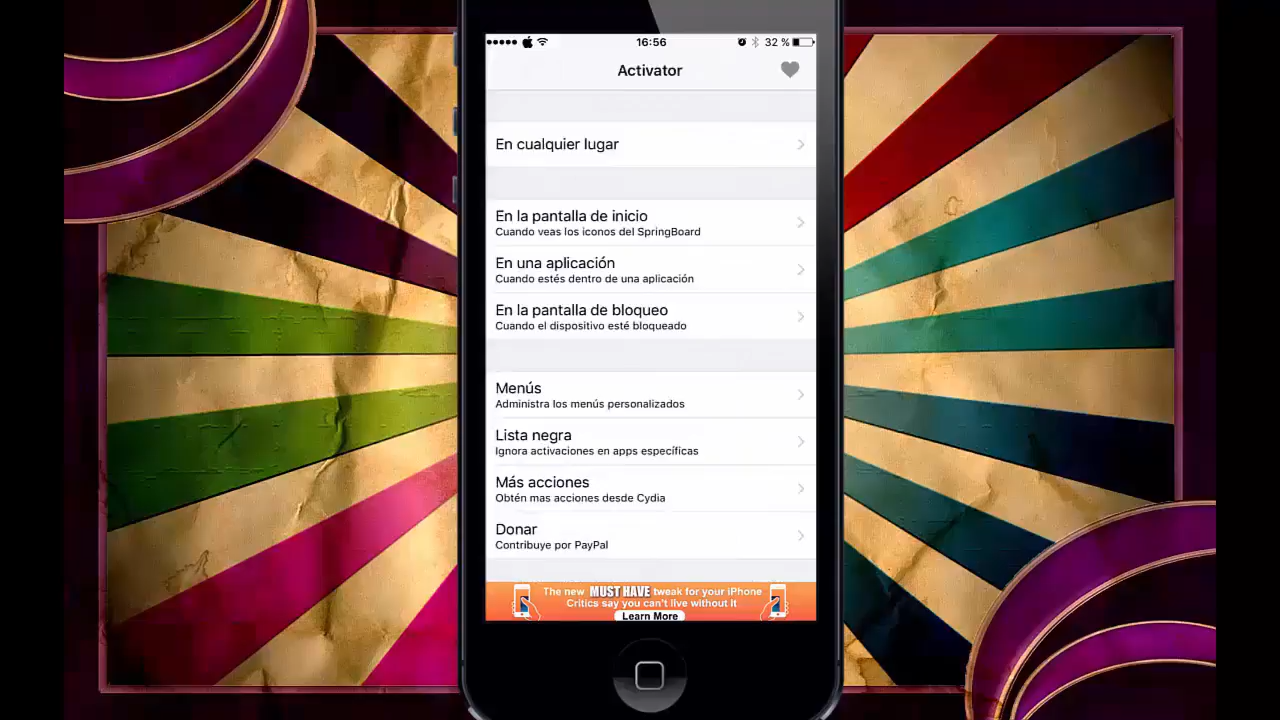 16:56
32 %
Activator
En cualquier lugar
En la pantalla de inicio
Cuando veas los iconos del SpringBoard
En una aplicación
Cuando estés dentro de una aplicación
En la pantalla de bloqueo
Cuando el dispositivo esté bloqueado
Menús
Administra los menús personalizados
Lista negra
Ignora activaciones en apps específicas
Más acciones
Obtén mas acciones desde Cydia
Donar
Contribuye por PayPal
The new MUST HAVE tweak for your iPhone
Critics say you can't live without it
Learn More